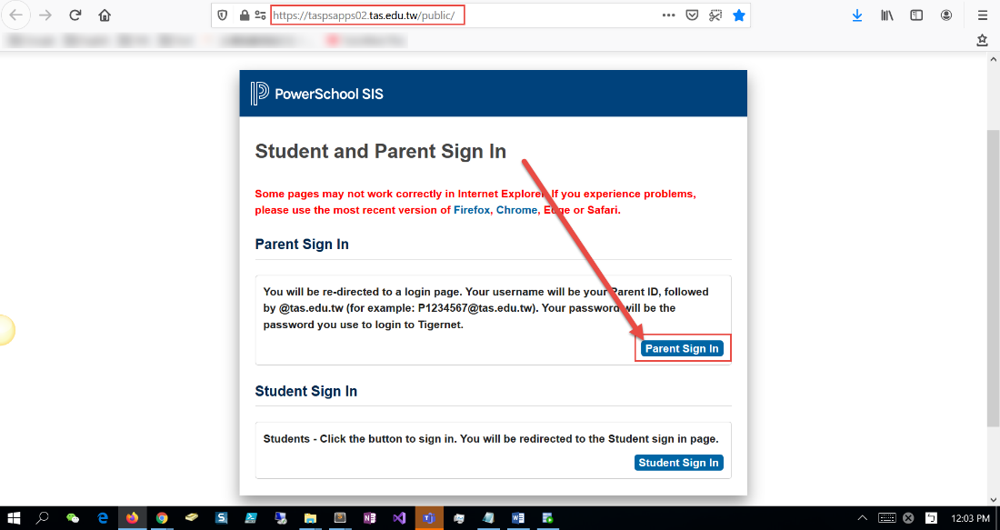 https://taspsapps02.tas.edu.tw/public/
PowerSchool SIS
Student and Parent Sign In
Some pages may not work correctly in Internet Explorer. If you experience problems,
please use the most recent version of Firefox, Chrome, Edge or Safari.
Parent Sign In
You will be re-directed to a login page. Your username will be your Parent ID, followed
by @tas.edu.tw (for example: P1234567@tas.edu.tw). Your password will be the
password you use to login to Tigernet.
Parent Sign In
Student Sign In
Students - Click the button to sign in. You will be redirected to the Student sign in page.
Student Sign In
12:03 PM